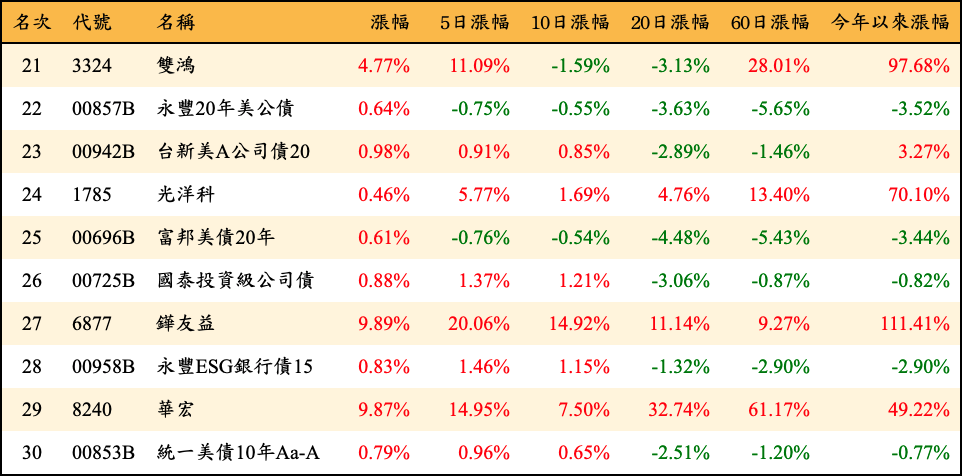 名次 代號 名稱 漲幅 5日漲幅 10日漲幅 20日漲幅 60日漲幅 今年以來漲幅
21 3324 雙鴻 4.77% 11.09% -1.59% -3.13% 28.01% 97.68%
22 00857B 永豐20年美公債 0.64% -0.75% -0.55% -3.63% -5.65% -3.52%
23 00942B 台新美A公司債20 0.98% 0.91% 0.85% -2.89% -1.46% 3.27%
24 1785 光洋科 0.46% 5.77% 1.69% 4.76% 13.40% 70.10%
25 00696B 富邦美債20年 0.61% -0.76% -0.54% -4.48% -5.43% -3.44%
26 00725B 國泰投資級公司債 0.88% 1.37% 1.21% -3.06% -0.87% -0.82%
27 6877 鏵友益 9.89% 20.06% 14.92% 11.14% 9.27% 111.41%
28 00958B 永豐ESG銀行債15 0.83% 1.46% 1.15% -1.32% -2.90% -2.90%
29 8240 華宏 9.87% 14.95% 7.50% 32.74% 61.17% 49.22%
30 00853B 統一美債10年Aa-A 0.79% 0.96% 0.65% -2.51% -1.20% -0.77%